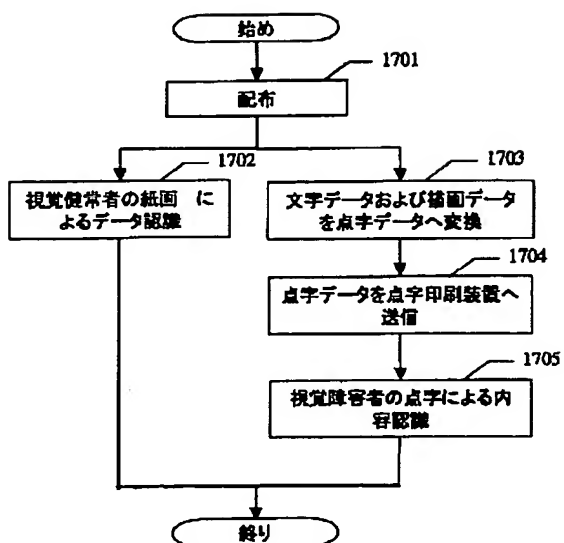 始め
1701
配布
1702
視覚健常者の紙画 に
よるデータ認識
1703
文字データおよび描画データ
を点字データへ変換
1704
点字データを点字印刷装置へ
送信
1705
視覚障害者の点字による内
容認識
終り